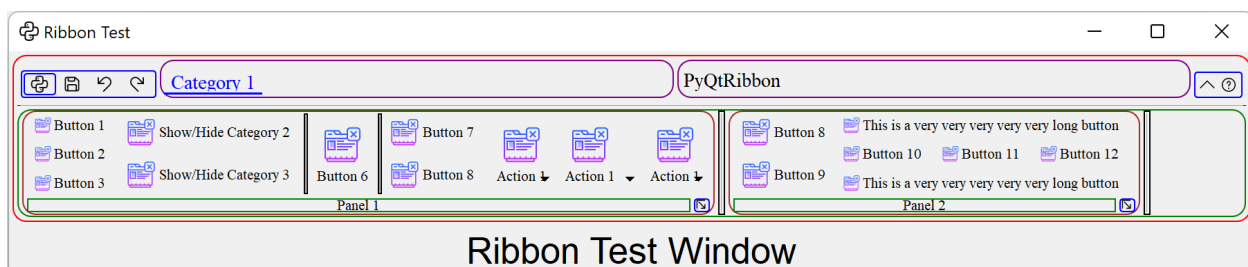 Ribbon Test
Category 1
PyQtRibbon
Button 1
Button 2
Button 3
Show/Hide Category 2
Show/Hide Category 3
Button 6
Button 7
Button 8
Action 1
Action 1
Action 1
Panel 1
Button 8
Button 9
This is a very very very very very long button
Button 10 Button 11 Button 12
This is a very very very very very long button
Panel 2
Ribbon Test Window